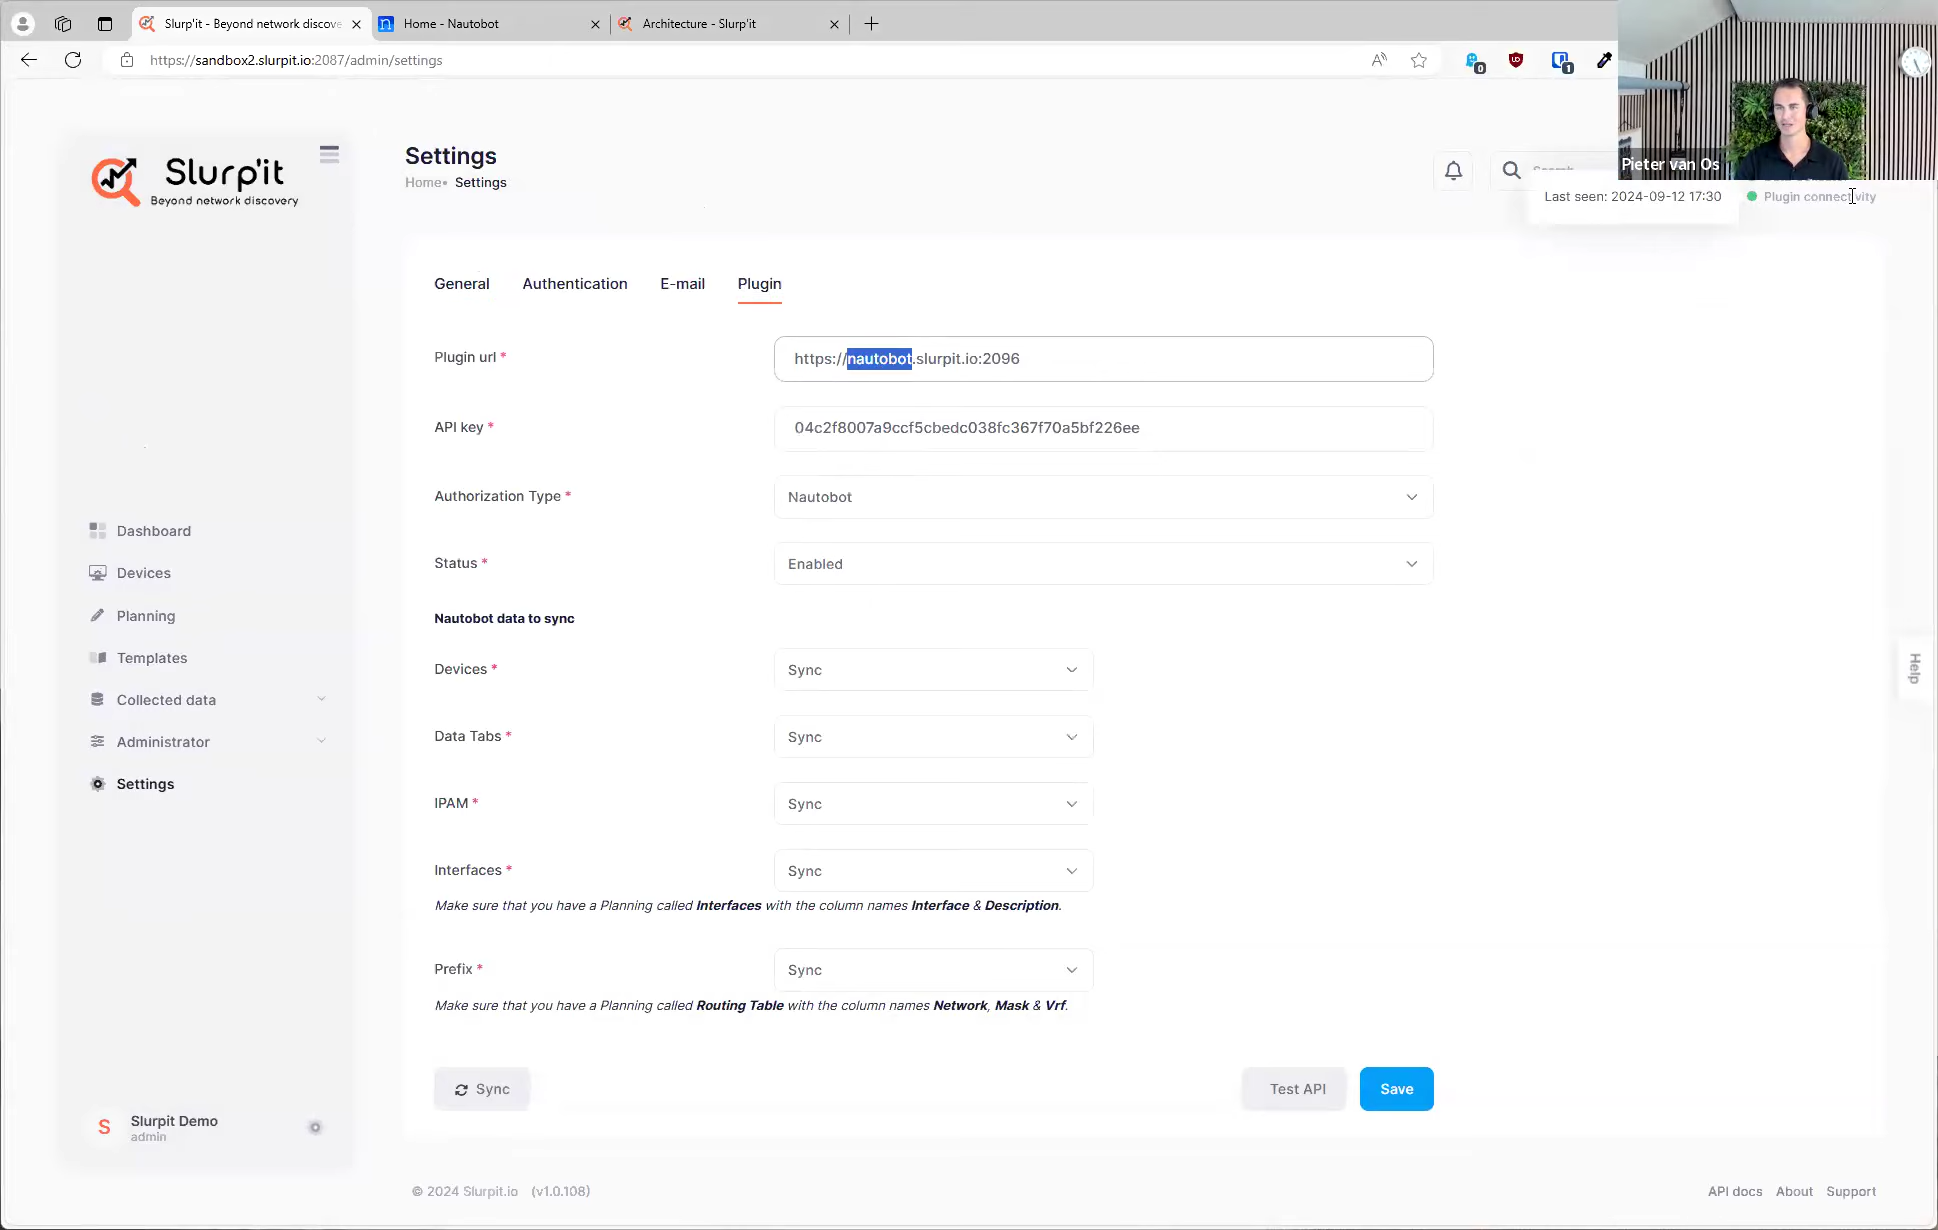 Slurp'it - Beyond network discove
Home - Nautobot
Architecture - Slurp'it
https://sandbox2.slurpit.io:2087/admin/settings
0
1
Pieter van Os
Slurp'it
Beyond network discovery
Settings
Home• Settings
Search
Last seen: 2024-09-12 17:30
Plugin connectivity
General
Authentication
E-mail
Plugin
Plugin url *
https://nautobot.slurpit.io:2096
API key *
04c2f8007a9ccf5cbedc038fc367f70a5bf226ee
Authorization Type *
Nautobot
Status *
Enabled
Nautobot data to sync
Devices *
Sync
Data Tabs *
Sync
IPAM *
Sync
Interfaces *
Sync
Make sure that you have a Planning called Interfaces with the column names Interface & Description.
Prefix *
Sync
Make sure that you have a Planning called Routing Table with the column names Network, Mask & Vrf.
Sync
Test API
Save
Dashboard
Devices
Planning
Templates
Collected data
Administrator
Settings
Help
S
Slurpit Demo
admin
© 2024 Slurpit.io (v1.0.108)
API docs
About
Support